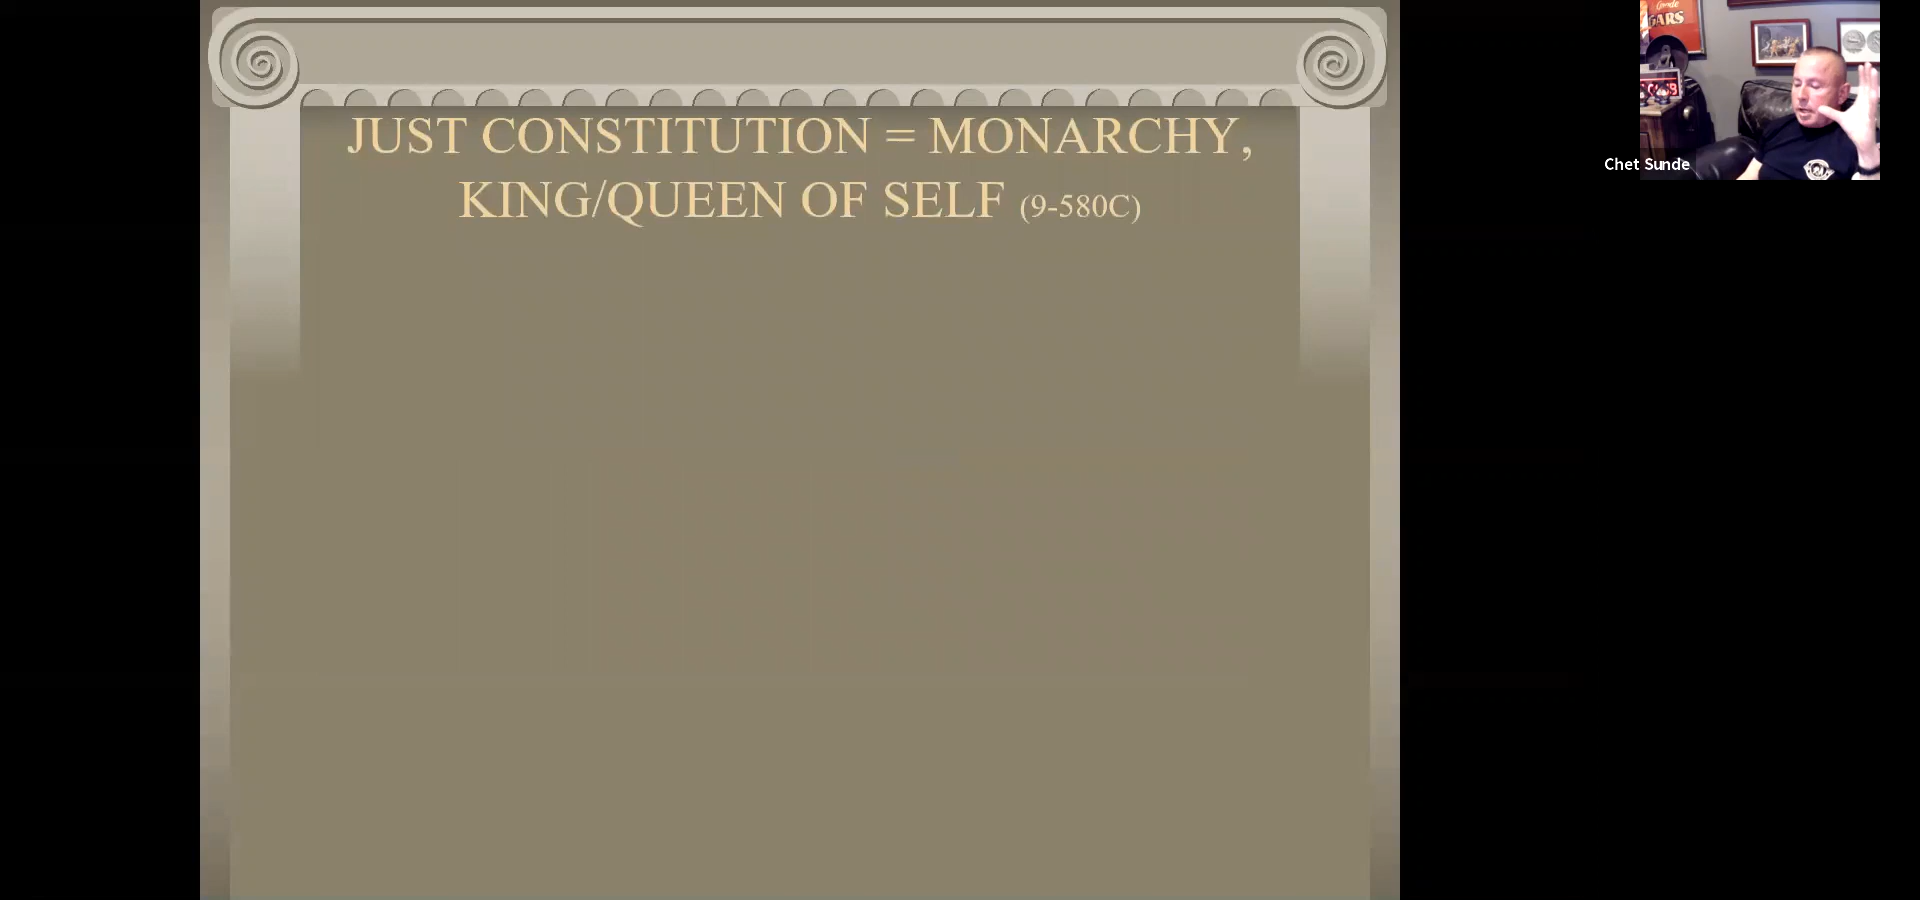 JUST CONSTITUTION = MONARCHY,
KING/QUEEN OF SELF (9-580C)
Chet Sunde